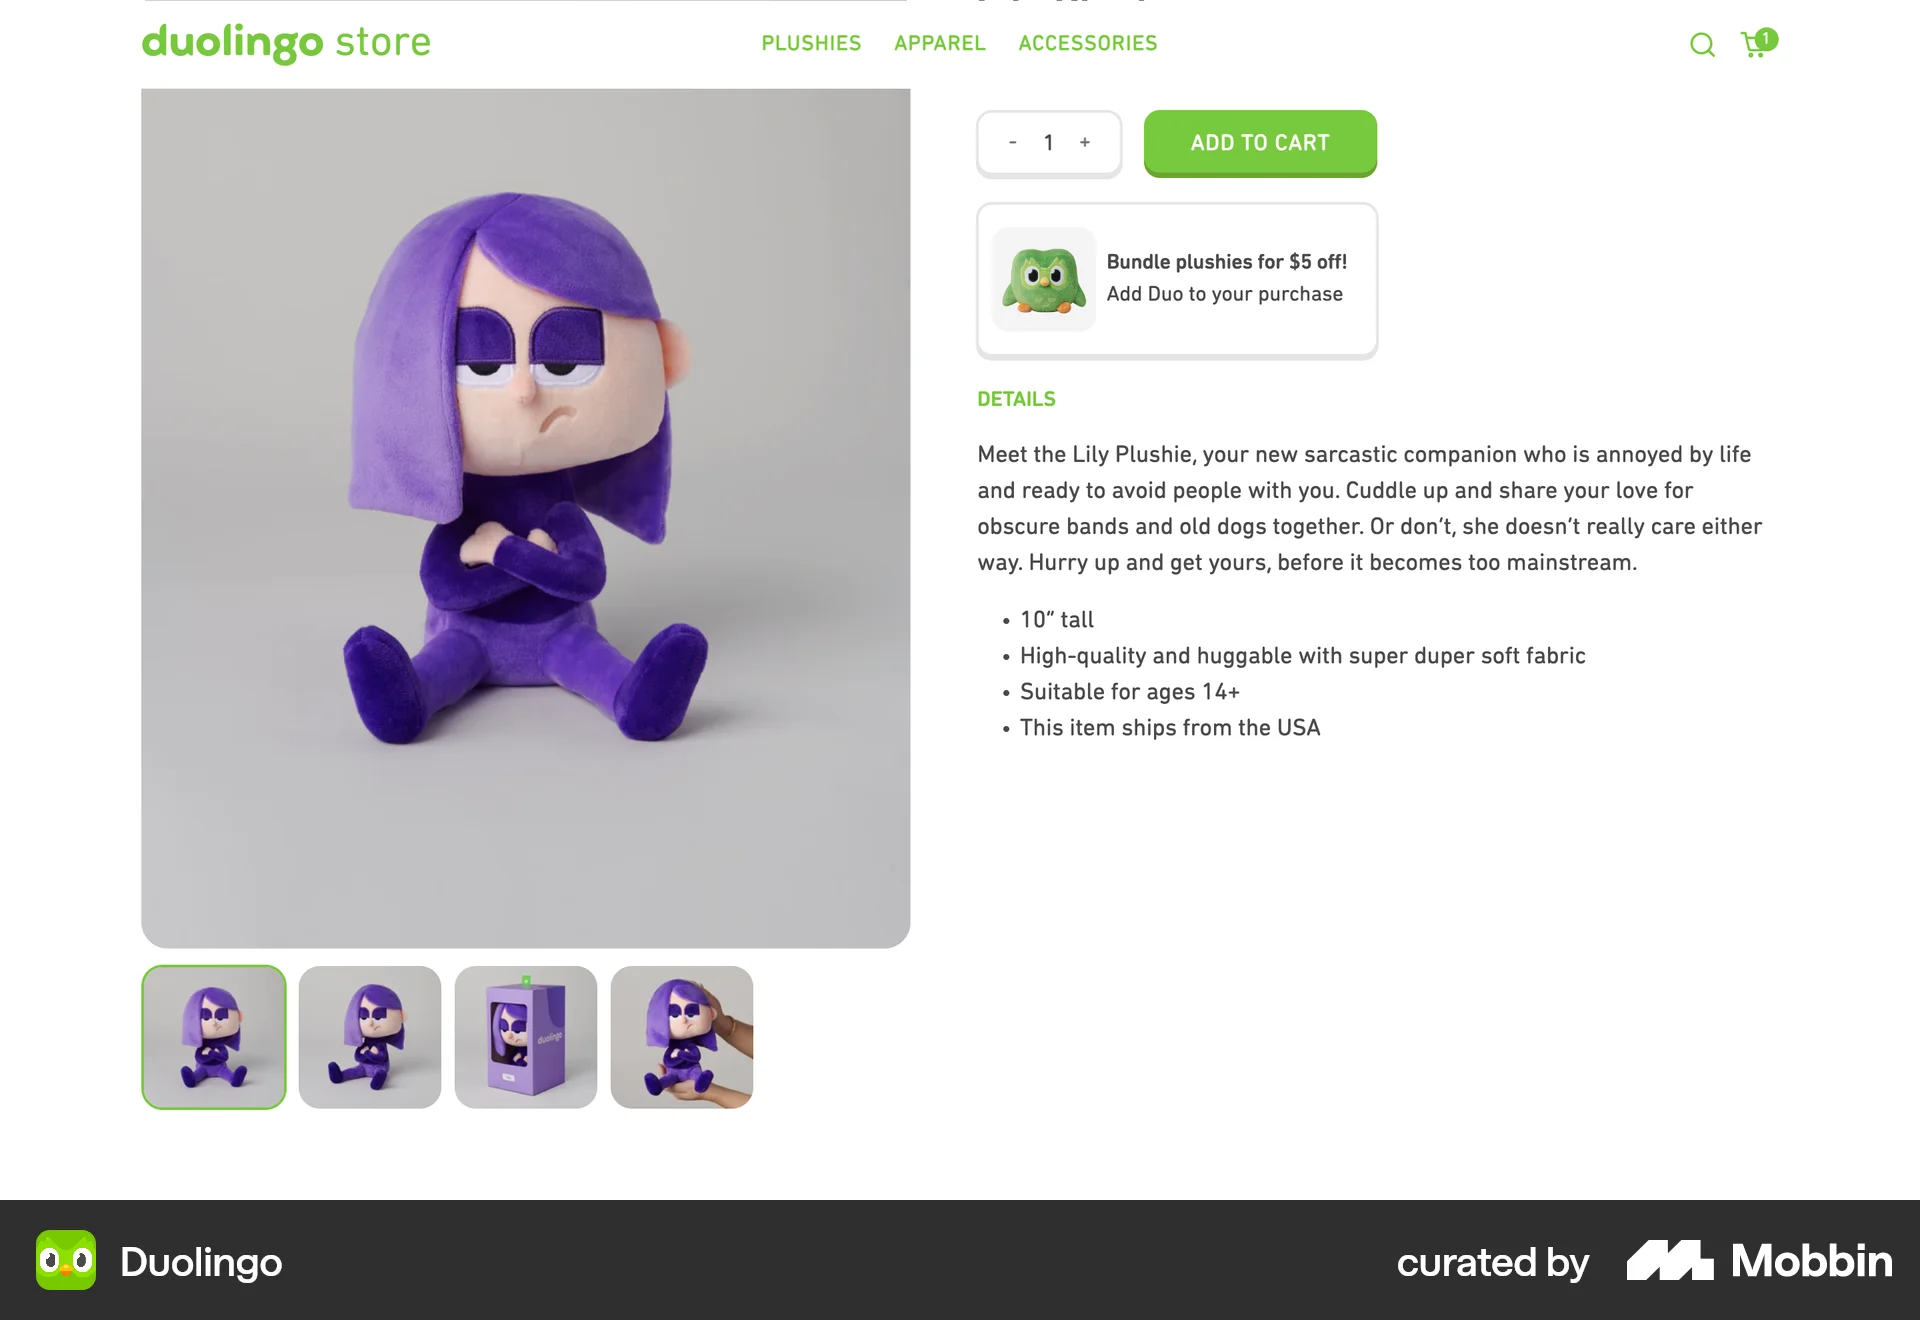 duolingo store
PLUSHIES APPAREL ACCESSORIES
1
- 1 +
ADD TO CART
Bundle plushies for $5 off!
Add Duo to your purchase
DETAILS
Meet the Lily Plushie, your new sarcastic companion who is annoyed by life
and ready to avoid people with you. Cuddle up and share your love for
obscure bands and old dogs together. Or don’t, she doesn’t really care either
way. Hurry up and get yours, before it becomes too mainstream.
• 10” tall
• High-quality and huggable with super duper soft fabric
• Suitable for ages 14+
• This item ships from the USA
duolingo
Duolingo
curated by Mobbin